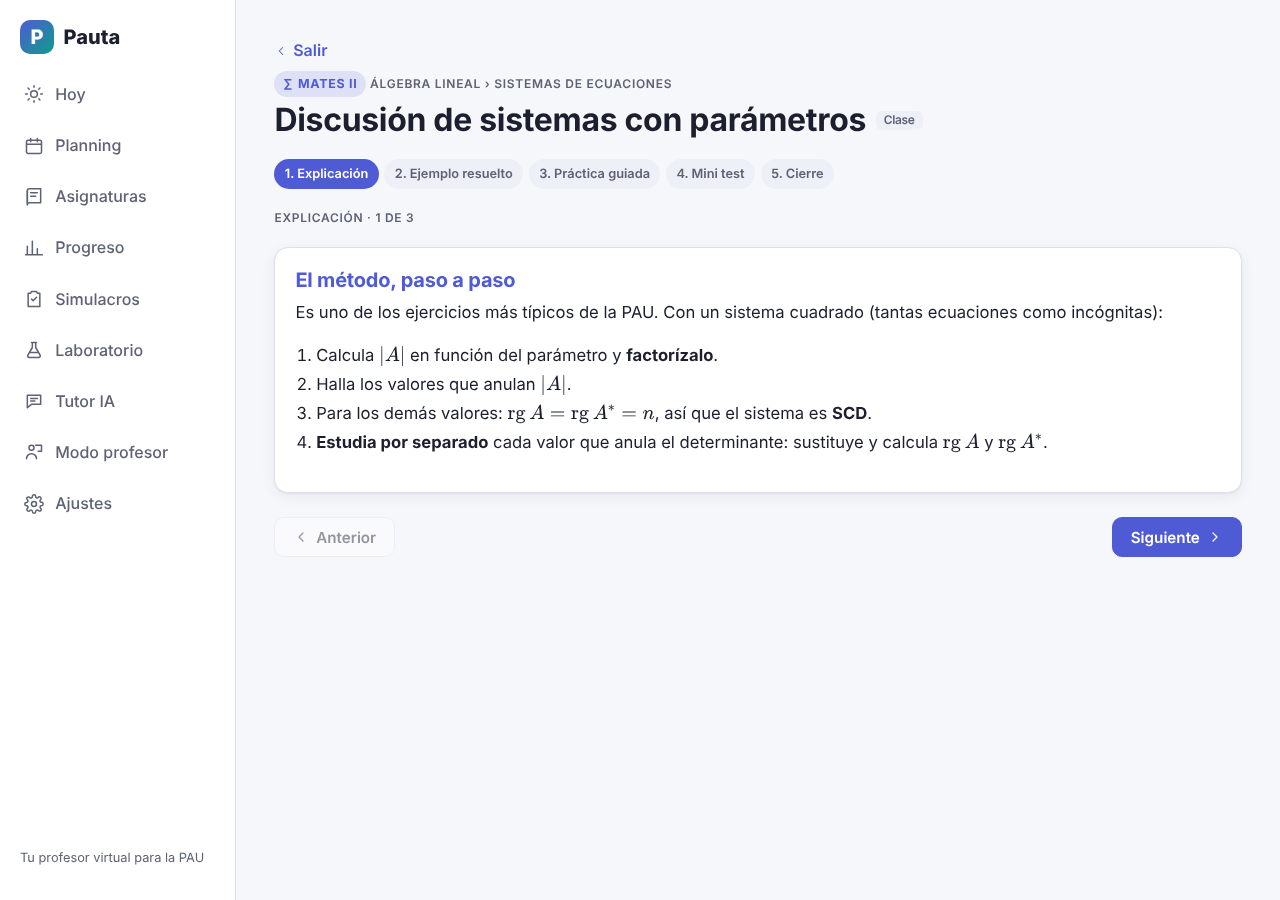 P Pauta
Hoy
Planning
Asignaturas
Progreso
Simulacros
Laboratorio
Tutor IA
Modo profesor
Ajustes
Tu profesor virtual para la PAU
Salir
∑ MATES II ÁLGEBRA LINEAL › SISTEMAS DE ECUACIONES
Discusión de sistemas con parámetros Clase
1. Explicación 2. Ejemplo resuelto 3. Práctica guiada 4. Mini test 5. Cierre
EXPLICACIÓN · 1 DE 3
El método, paso a paso
Es uno de los ejercicios más típicos de la PAU. Con un sistema cuadrado (tantas ecuaciones como incógnitas):
1. Calcula |A| en función del parámetro y factorízalo.
2. Halla los valores que anulan |A|.
3. Para los demás valores: rg A = rg A* = n, así que el sistema es SCD.
4. Estudia por separado cada valor que anula el determinante: sustituye y calcula rg A y rg A*.
Anterior
Siguiente